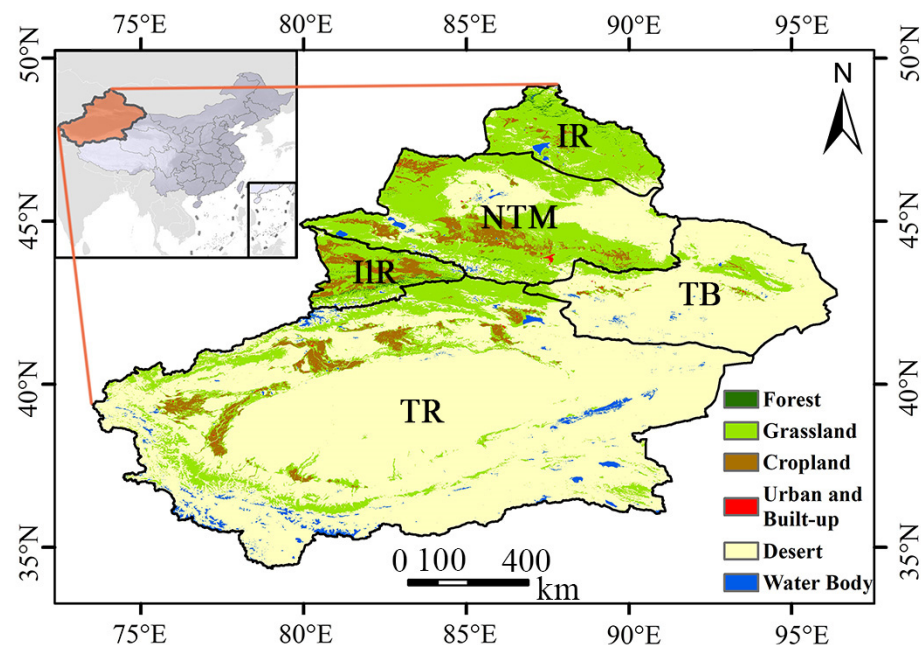 75°E 80°E 85°E 90°E 95°E
50°N 50°N
N
IR
45°N NTM 45°N
IlR
TB
40°N 40°N
TR
Forest
Grassland
Cropland
Urban and
Built-up
Desert
Water Body
35°N 35°N
0 100 400
km
75°E 80°E 85°E 90°E 95°E